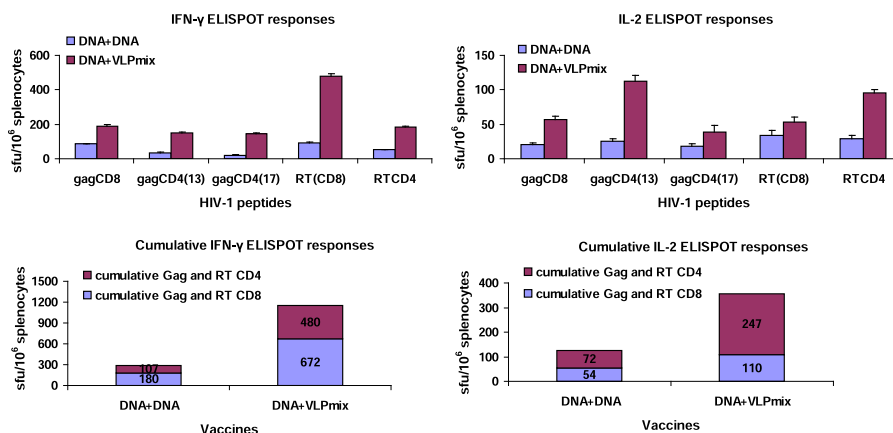 IFN-γ ELISPOT responses
DNA+DNA
DNA+VLPmix
sfu/10⁶ splenocytes
600
400
200
0
gagCD8 gagCD4(13) gagCD4(17) RT(CD8) RTCD4
HIV-1 peptides
IL-2 ELISPOT responses
DNA+DNA
DNA+VLPmix
sfu/10⁶ splenocytes
150
100
50
0
gagCD8 gagCD4(13) gagCD4(17) RT(CD8) RTCD4
HIV-1 peptides
Cumulative IFN-γ ELISPOT responses
cumulative Gag and RT CD4
cumulative Gag and RT CD8
sfu/10⁶ splenocytes
1500
1200
900
600
300
0
107
180
480
672
DNA+DNA DNA+VLPmix
Vaccines
Cumulative IL-2 ELISPOT responses
cumulative Gag and RT CD4
cumulative Gag and RT CD8
sfu/10⁶ splenocytes
400
300
200
100
0
72
54
247
110
DNA+DNA DNA+VLPmix
Vaccines